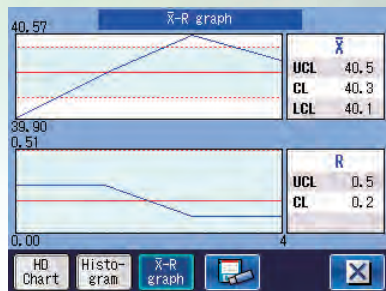 X̄-R graph
40.57
X̄
UCL 40.5
CL 40.3
LCL 40.1
39.90
0.51
R
UCL 0.5
CL 0.2
0.00
4
HD Chart
Histo-gram
X̄-R graph